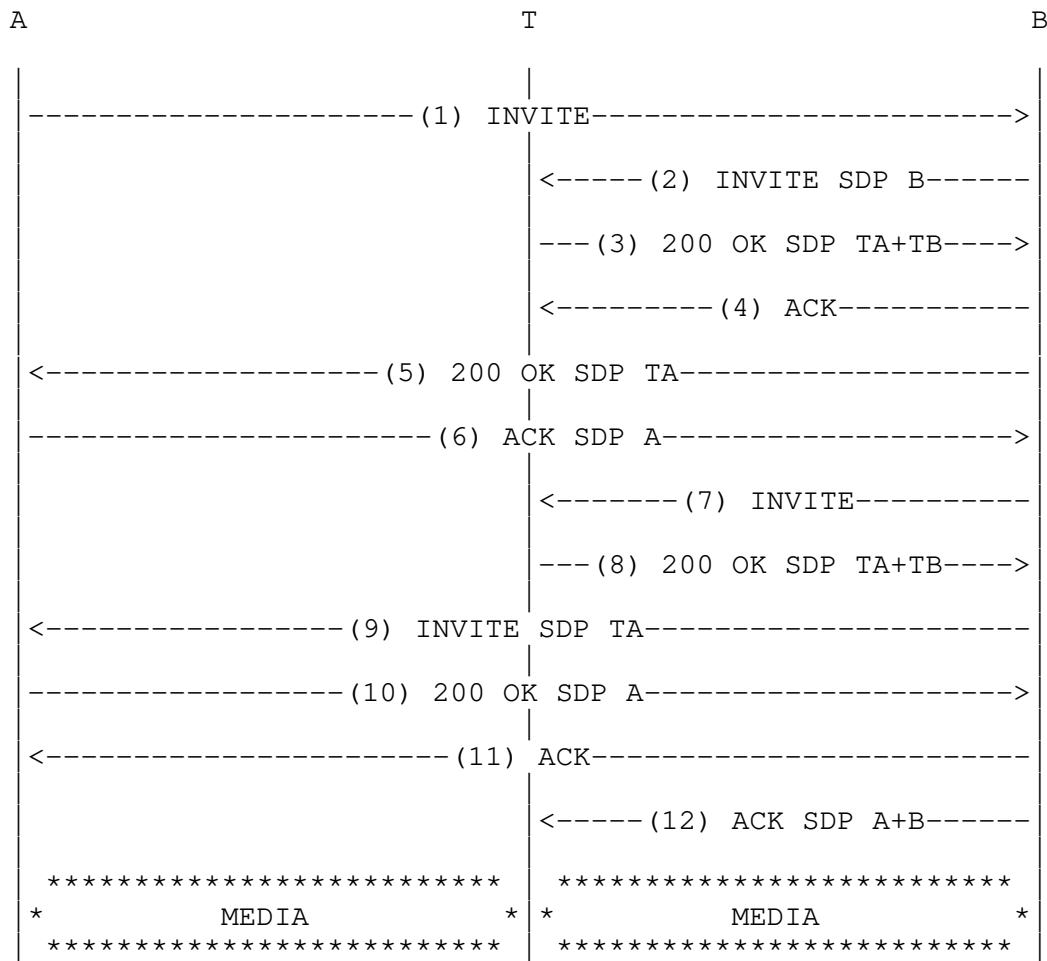 A T B
(1) INVITE
(2) INVITE SDP B
(3) 200 OK SDP TA+TB
(4) ACK
(5) 200 OK SDP TA
(6) ACK SDP A
(7) INVITE
(8) 200 OK SDP TA+TB
(9) INVITE SDP TA
(10) 200 OK SDP A
(11) ACK
(12) ACK SDP A+B
MEDIA MEDIA